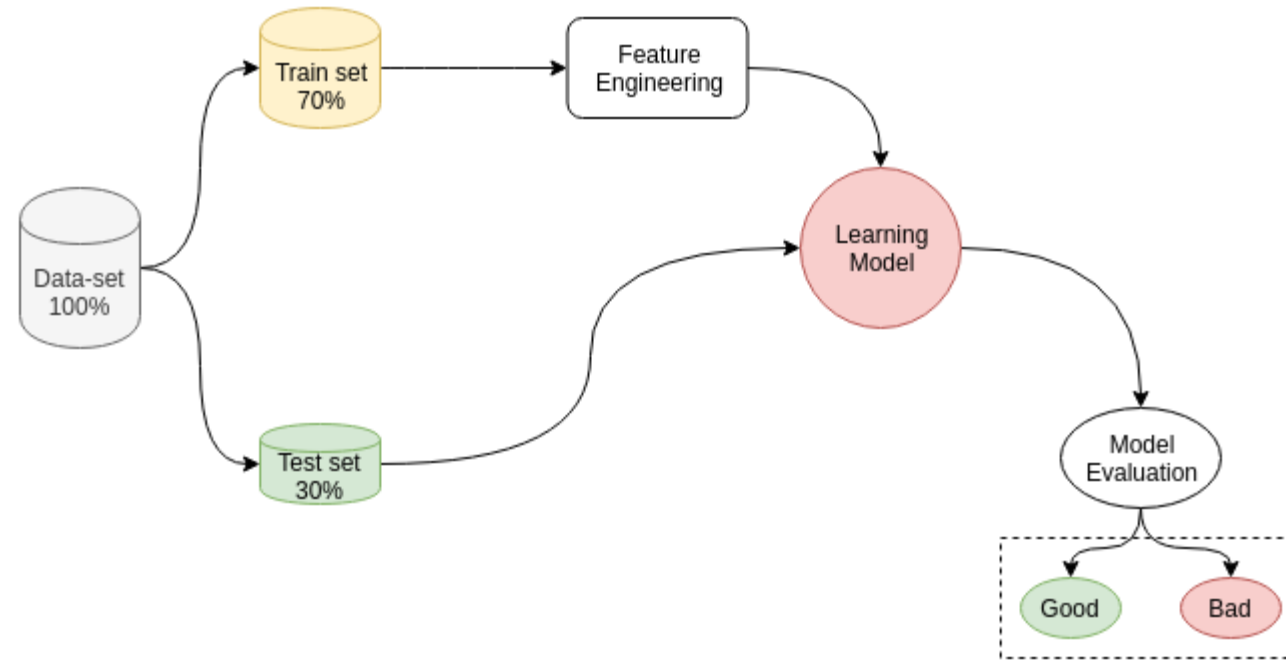 Train set
70%
Feature
Engineering
Data-set
100%
Learning
Model
Test set
30%
Model
Evaluation
Good
Bad